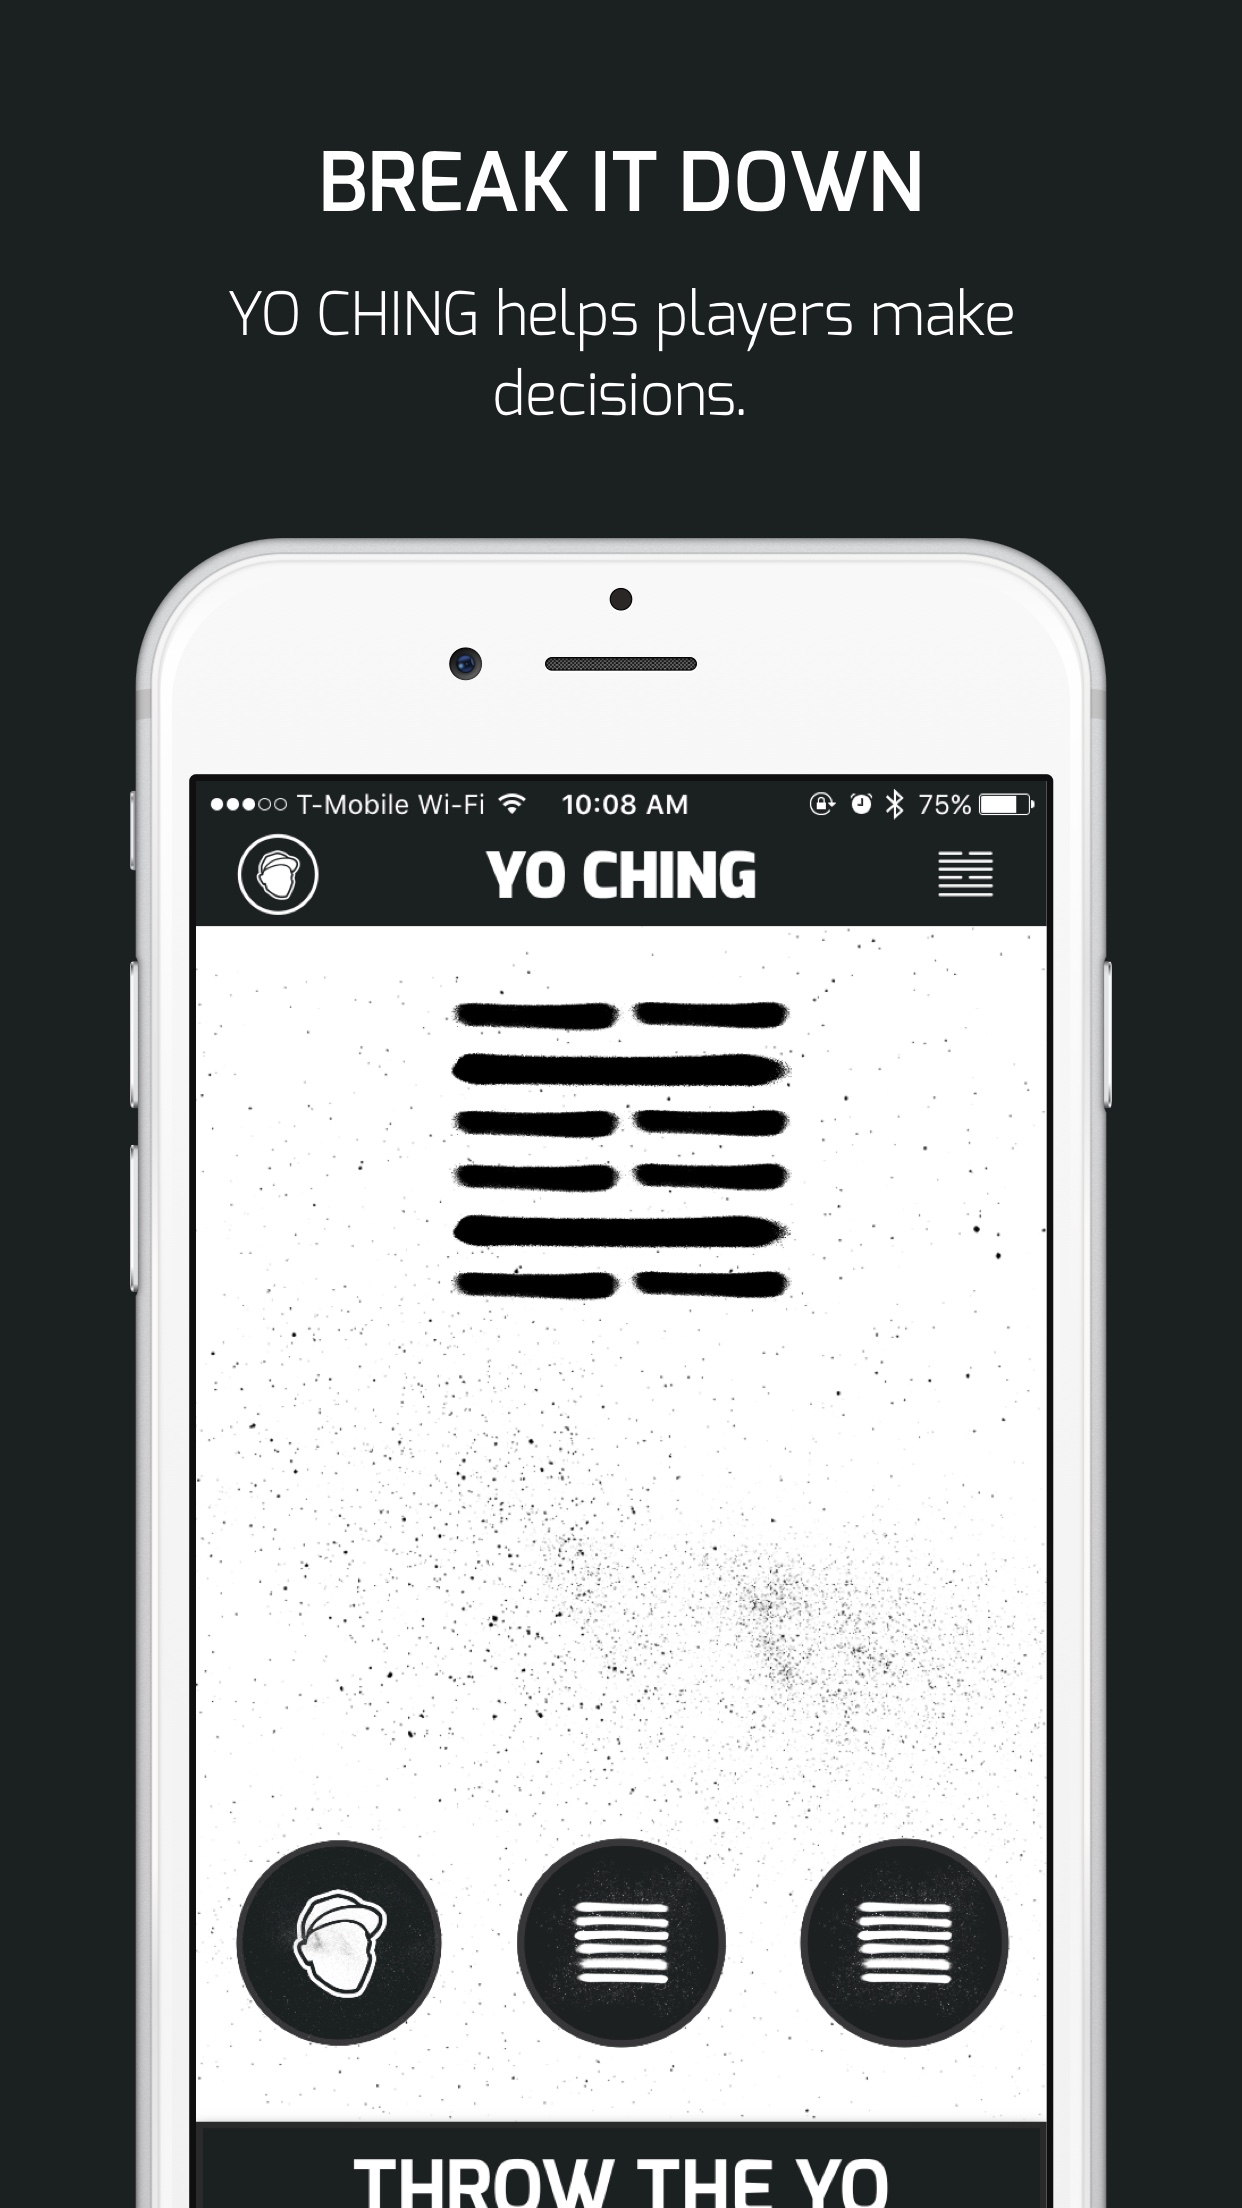 BREAK IT DOWN
YO CHING helps players make
decisions.
T-Mobile Wi-Fi 10:08 AM 75%
YO CHING
THROW THE YO